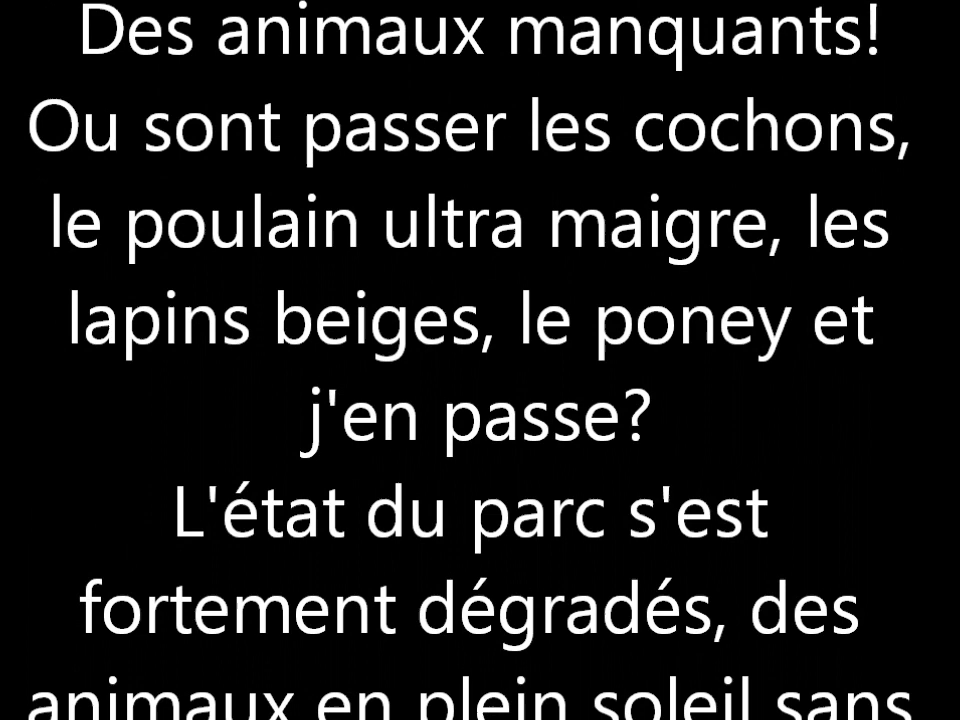 Des animaux manquants!
Ou sont passer les cochons,
le poulain ultra maigre, les
lapins beiges, le poney et
j'en passe?
L'état du parc s'est
fortement dégradés, des
animaux en plein soleil sans